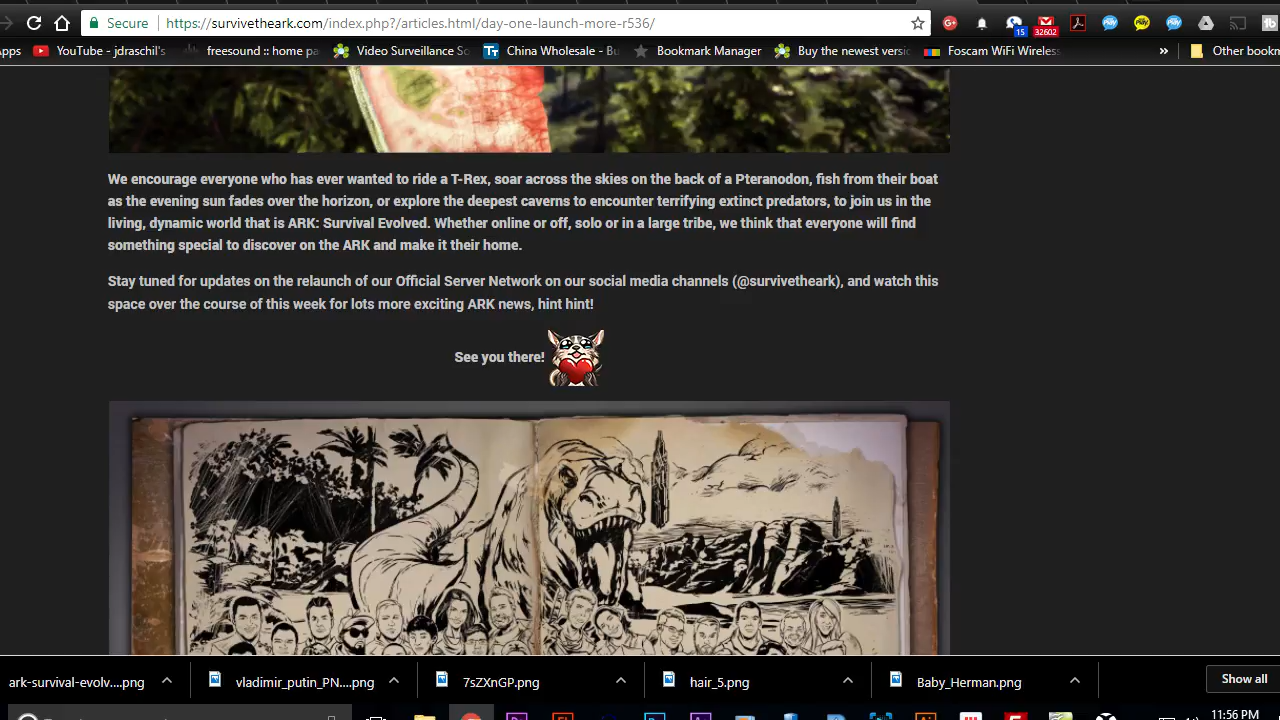 Secure https://survivetheark.com/index.php?/articles.html/day-one-launch-more-r536/
15 32602
Apps YouTube - jdraschil's freesound :: home pa Video Surveillance So China Wholesale - Bu Bookmark Manager Buy the newest versic Foscam WiFi Wireless » Other bookm
We encourage everyone who has ever wanted to ride a T-Rex, soar across the skies on the back of a Pteranodon, fish from their boat
as the evening sun fades over the horizon, or explore the deepest caverns to encounter terrifying extinct predators, to join us in the
living, dynamic world that is ARK: Survival Evolved. Whether online or off, solo or in a large tribe, we think that everyone will find
something special to discover on the ARK and make it their home.
Stay tuned for updates on the relaunch of our Official Server Network on our social media channels (@survivetheark), and watch this
space over the course of this week for lots more exciting ARK news, hint hint!
See you there!
ark-survival-evolv....png vladimir_putin_PN....png 7sZXnGP.png hair_5.png Baby_Herman.png Show all
11:56 PM